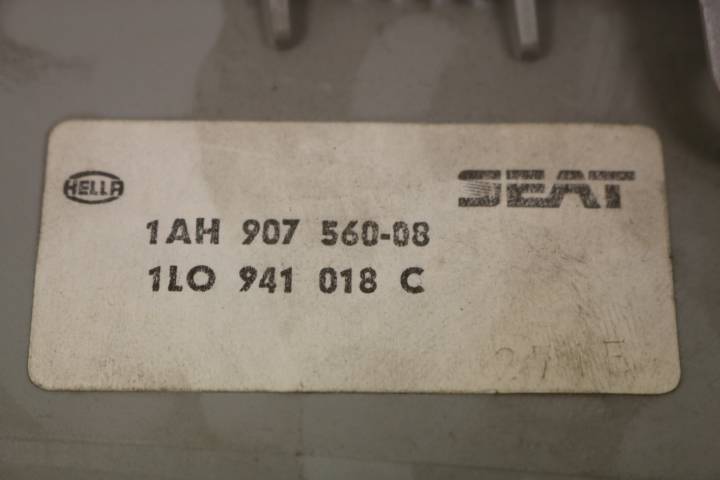 HELLA
SEAT
1AH 907 560-08
1LO 941 018 C